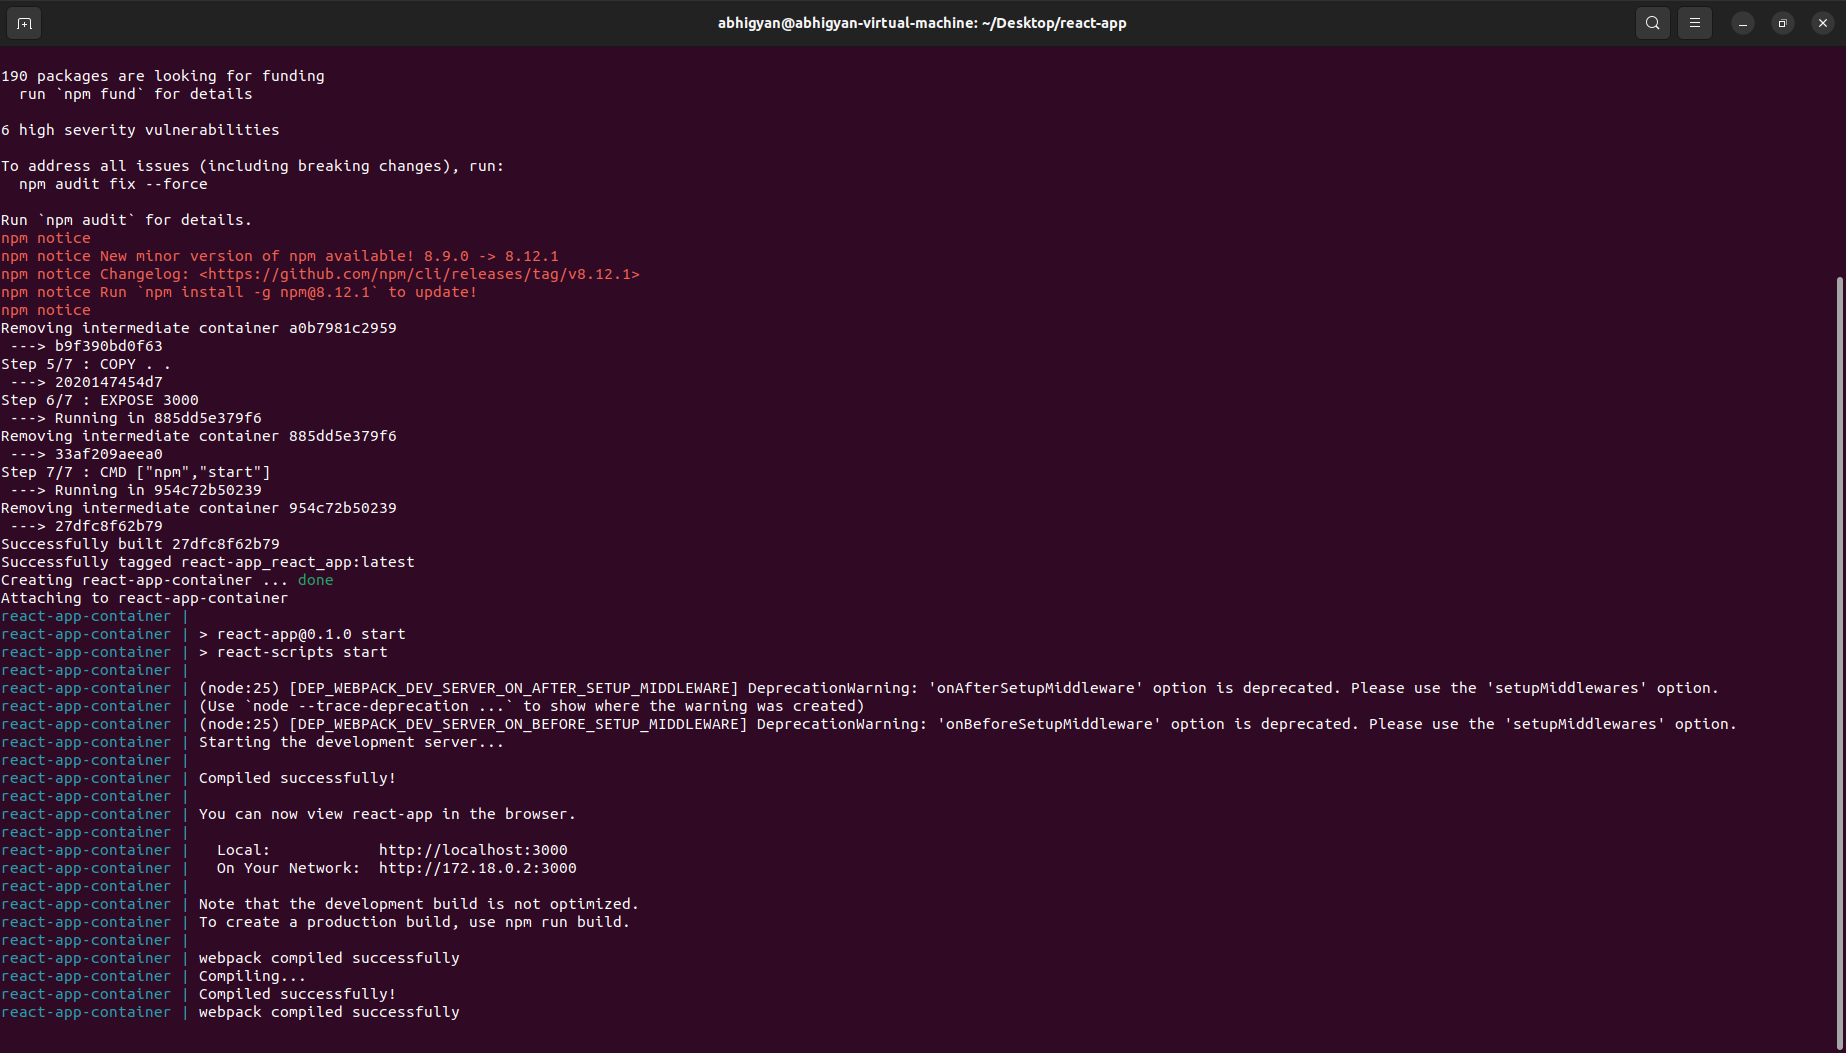 abhigyan@abhigyan-virtual-machine: ~/Desktop/react-app
190 packages are looking for funding
  run `npm fund` for details
6 high severity vulnerabilities
To address all issues (including breaking changes), run:
  npm audit fix --force
Run `npm audit` for details.
npm notice
npm notice New minor version of npm available! 8.9.0 -> 8.12.1
npm notice Changelog: <https://github.com/npm/cli/releases/tag/v8.12.1>
npm notice Run `npm install -g npm@8.12.1` to update!
npm notice
Removing intermediate container a0b7981c2959
 ---> b9f390bd0f63
Step 5/7 : COPY . .
 ---> 2020147454d7
Step 6/7 : EXPOSE 3000
 ---> Running in 885dd5e379f6
Removing intermediate container 885dd5e379f6
 ---> 33af209aeea0
Step 7/7 : CMD ["npm","start"]
 ---> Running in 954c72b50239
Removing intermediate container 954c72b50239
 ---> 27dfc8f62b79
Successfully built 27dfc8f62b79
Successfully tagged react-app_react_app:latest
Creating react-app-container ... done
Attaching to react-app-container
react-app-container |
react-app-container | > react-app@0.1.0 start
react-app-container | > react-scripts start
react-app-container |
react-app-container | (node:25) [DEP_WEBPACK_DEV_SERVER_ON_AFTER_SETUP_MIDDLEWARE] DeprecationWarning: 'onAfterSetupMiddleware' option is deprecated. Please use the 'setupMiddlewares' option.
react-app-container | (Use `node --trace-deprecation ...` to show where the warning was created)
react-app-container | (node:25) [DEP_WEBPACK_DEV_SERVER_ON_BEFORE_SETUP_MIDDLEWARE] DeprecationWarning: 'onBeforeSetupMiddleware' option is deprecated. Please use the 'setupMiddlewares' option.
react-app-container | Starting the development server...
react-app-container |
react-app-container | Compiled successfully!
react-app-container |
react-app-container | You can now view react-app in the browser.
react-app-container |
react-app-container |   Local:            http://localhost:3000
react-app-container |   On Your Network:  http://172.18.0.2:3000
react-app-container |
react-app-container | Note that the development build is not optimized.
react-app-container | To create a production build, use npm run build.
react-app-container |
react-app-container | webpack compiled successfully
react-app-container | Compiling...
react-app-container | Compiled successfully!
react-app-container | webpack compiled successfully